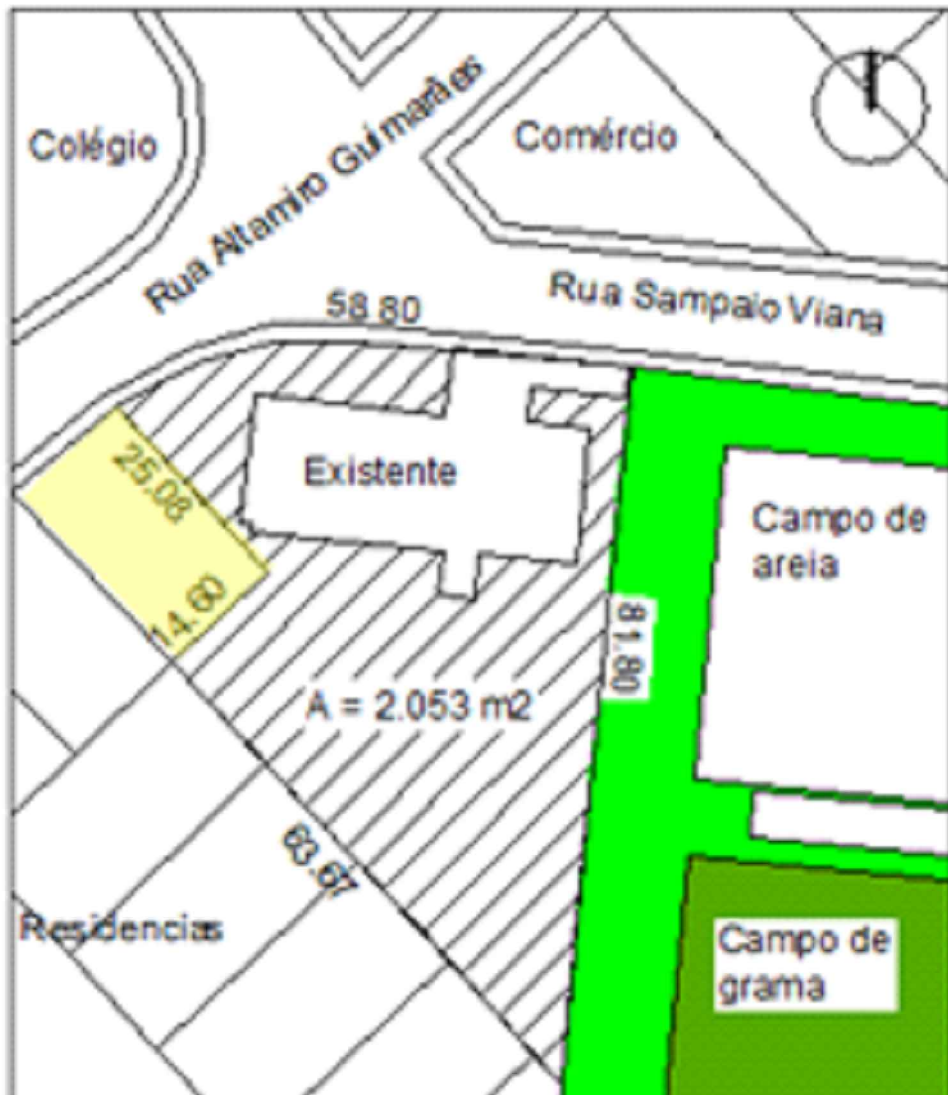 Colégio
Rua Altamiro Guimarães
Comércio
Rua Sampaio Viana
58.80
25,08
14.60
Existente
Campo de
areia
81.80
A = 2.053 m2
63.67
Residencias
Campo de
grama